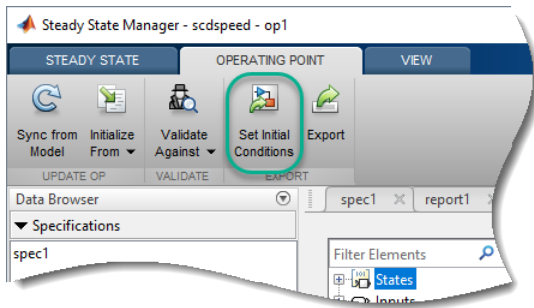 Steady State Manager - scdspeed - op1
STEADY STATE
OPERATING POINT
VIEW
Sync from
Model
Initialize
From
Validate
Against
Set Initial
Conditions
Export
UPDATE OP
VALIDATE
EXPORT
Data Browser
spec1
report1
Specifications
spec1
Filter Elements
States
Inputs